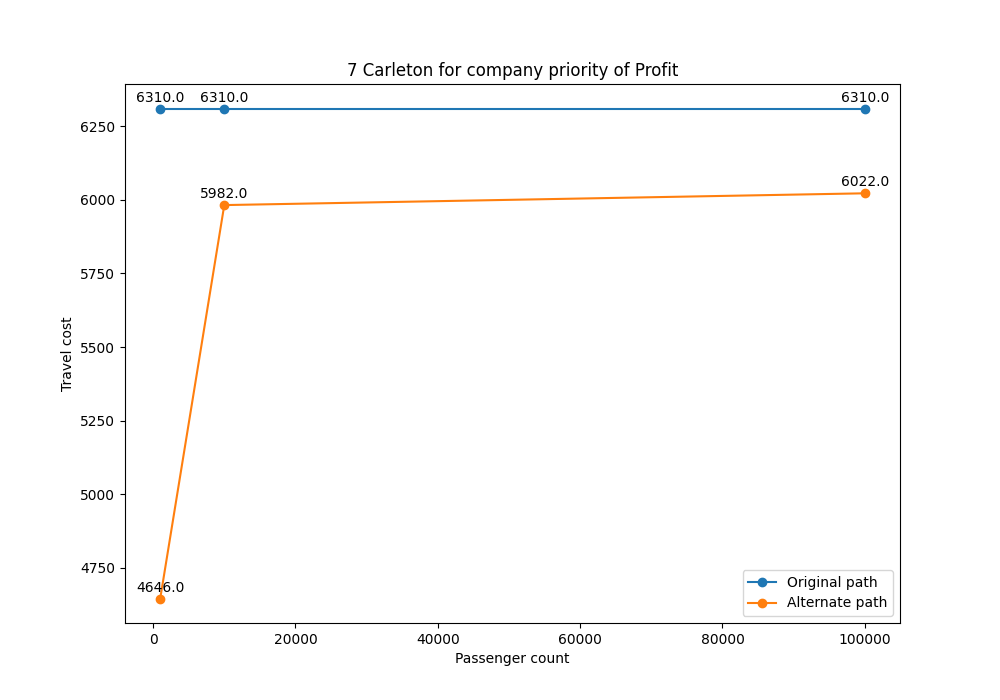 7 Carleton for company priority of Profit
6310.0 6310.0 6310.0
6250
6022.0
5982.0
6000
5750
5500
5250
5000
4750
4646.0
Travel cost
Original path
Alternate path
0 20000 40000 60000 80000 100000
Passenger count